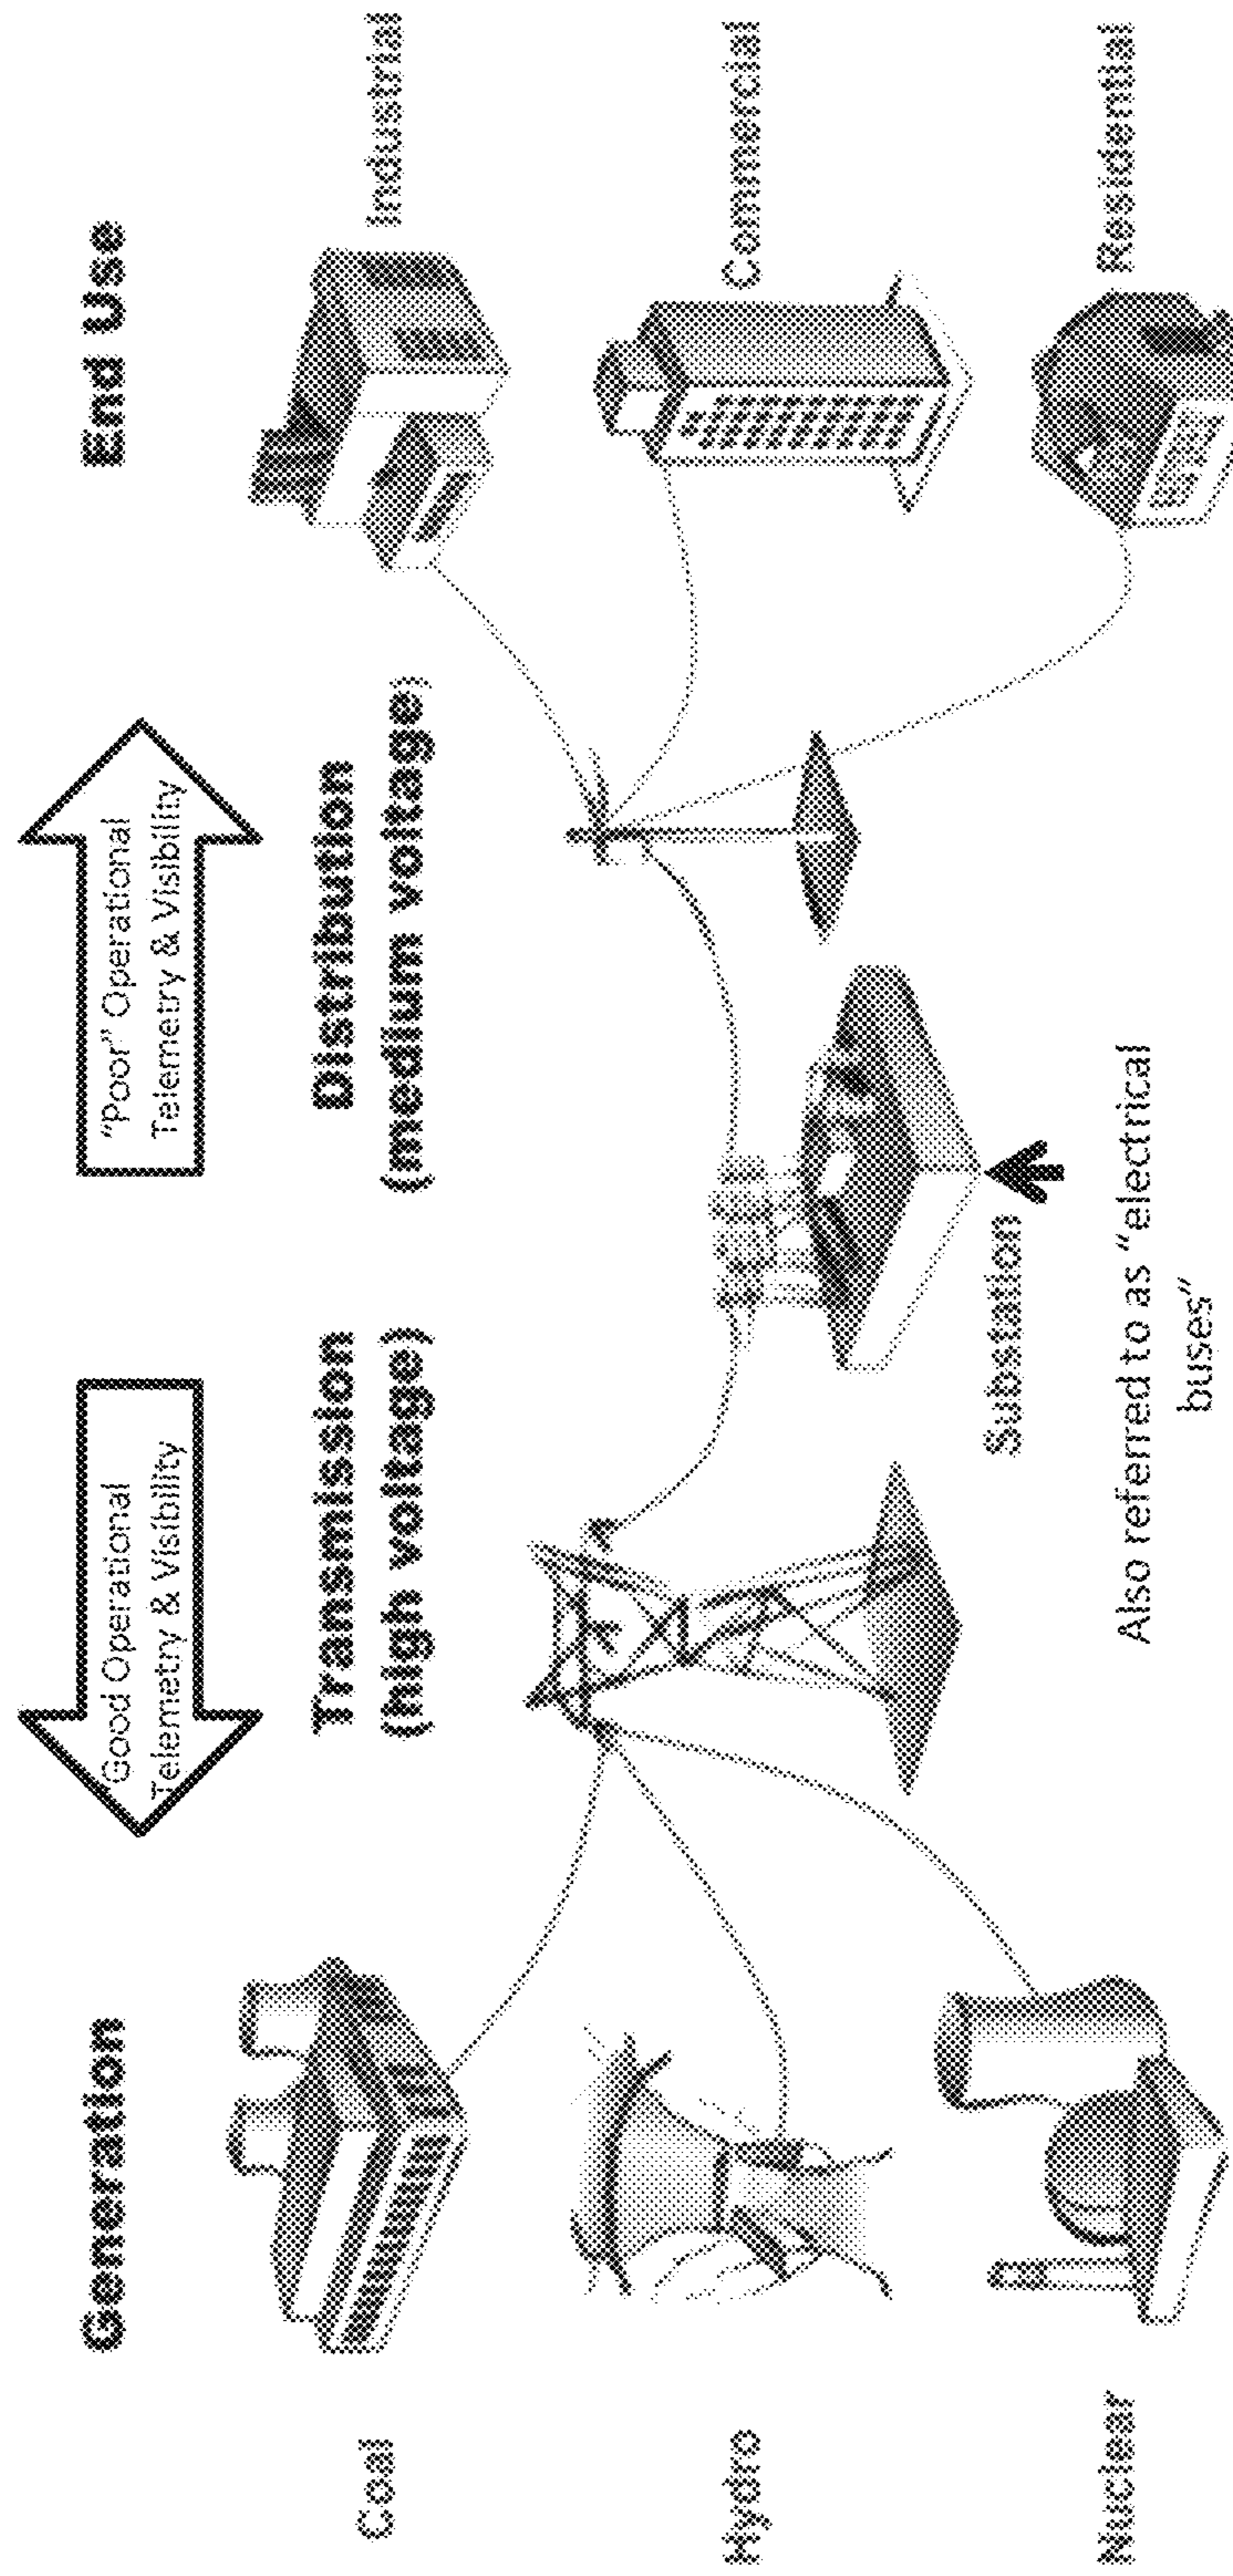 Generation
End Use
Good Operational
Telemetry & Visibility
"Poor" Operational
Telemetry & Visibility
Transmission
(high voltage)
Distribution
(medium voltage)
Coal
Industrial
Hydro
Commercial
Nuclear
Residential
Substation
Also referred to as "electrical
buses"